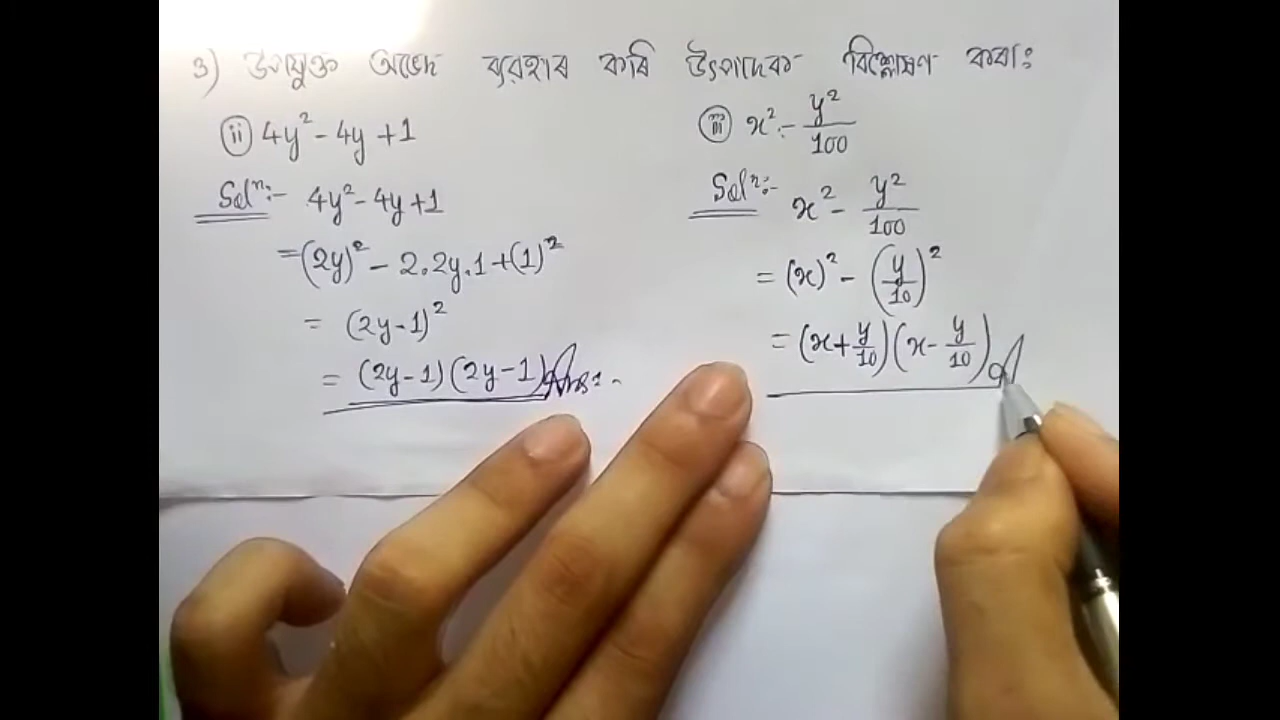 3) উপযুক্ত অভেদ ব্যৱহাৰ কৰি উৎপাদকৰ বিশ্লেষণ কৰাঃ
(ii) 4y² - 4y + 1
Solⁿ:- 4y² - 4y + 1
= (2y)² - 2.2y.1 + (1)²
= (2y - 1)²
= (2y - 1) (2y - 1) Ans:-
(iii) x² - y²/100
Solⁿ:- x² - y²/100
= (x)² - (y/10)²
= (x + y/10) (x - y/10)